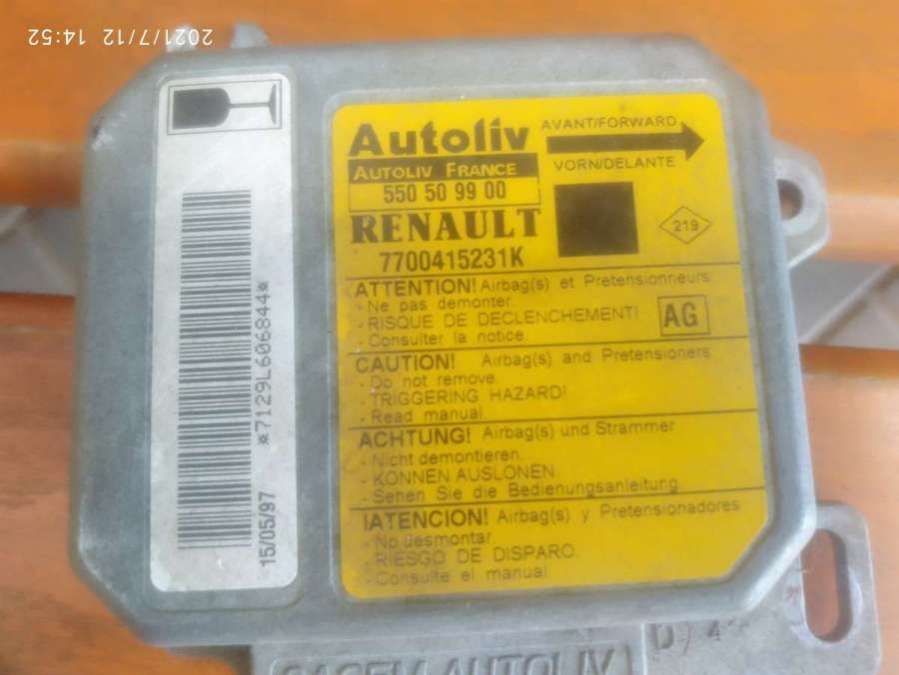 2021/7/12 14:52
*7129L606844*
15/05/97
Autoliv
AUTOLIV FRANCE
550 50 99 00
RENAULT
7700415231K
AVANT/FORWARD
VORN/DELANTE
219
ATTENTION! Airbag(s) et Pretensionneurs
- Ne pas demonter.
- RISQUE DE DECLENCHEMENT!
- Consulter la notice.
AG
CAUTION! Airbag(s) and Pretensioners
- Do not remove.
- TRIGGERING HAZARD!
- Read manual
ACHTUNG! Airbag(s) und Strammer
- Nicht demontieren.
- KONNEN AUSLONEN.
- Sehen Sie die Bedienungsanleitung
IATENCION! Airbag(s) y Pretensionadores
- No desmontar
- RIESGO DE DISPARO.
- Consulte el manual
SAGEM AUTOLIV